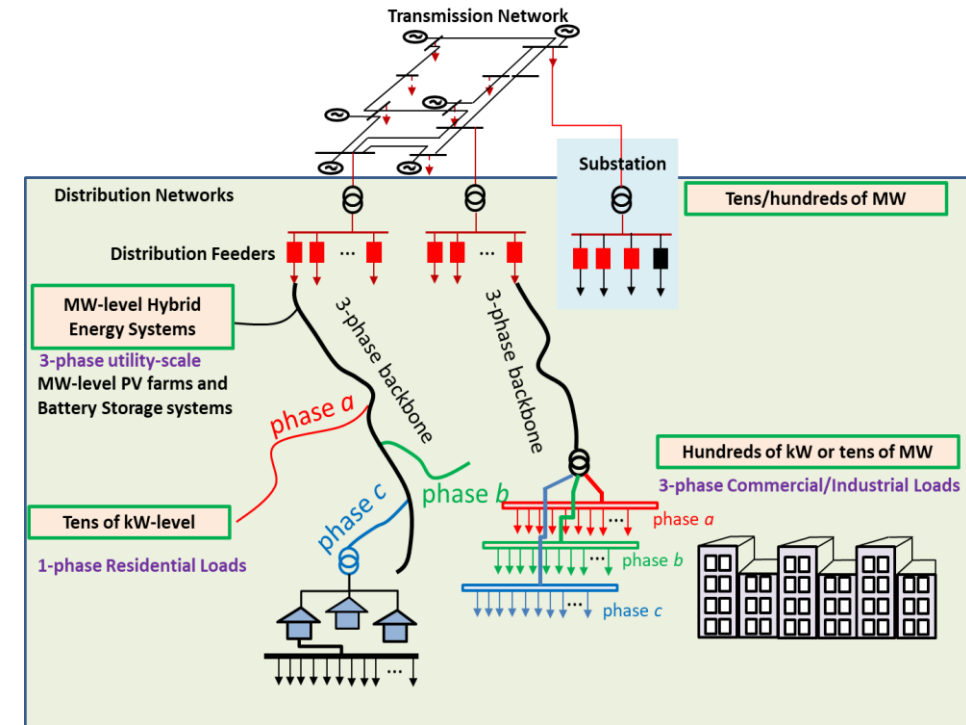 Transmission Network
Substation
Distribution Networks
Tens/hundreds of MW
Distribution Feeders
...
...
MW-level Hybrid
Energy Systems
3-phase utility-scale
MW-level PV farms and
Battery Storage systems
3-phase backbone
3-phase backbone
phase a
phase b
phase c
Hundreds of kW or tens of MW
3-phase Commercial/Industrial Loads
Tens of kW-level
1-phase Residential Loads
...
phase a
...
phase b
...
phase c
...